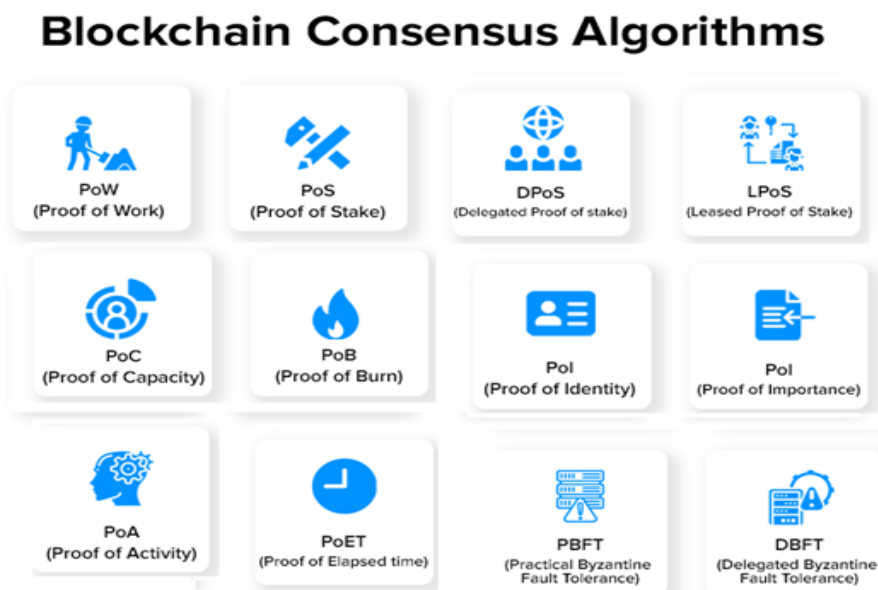 Blockchain Consensus Algorithms
PoW
(Proof of Work)
PoS
(Proof of Stake)
DPoS
(Delegated Proof of stake)
LPoS
(Leased Proof of Stake)
PoC
(Proof of Capacity)
PoB
(Proof of Burn)
PoI
(Proof of Identity)
PoI
(Proof of Importance)
PoA
(Proof of Activity)
PoET
(Proof of Elapsed time)
PBFT
(Practical Byzantine
Fault Tolerance)
DBFT
(Delegated Byzantine
Fault Tolerance)